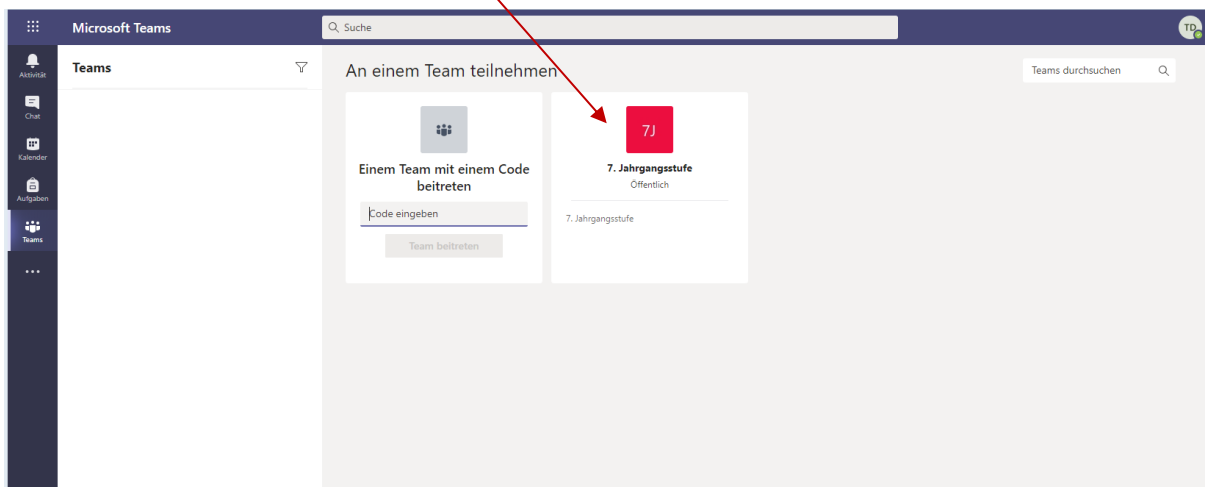 Microsoft Teams
Suche
TD
Aktivität
Chat
Kalender
Aufgaben
Teams
Teams
An einem Team teilnehmen
Teams durchsuchen
Einem Team mit einem Code
beitreten
Code eingeben
Team beitreten
7J
7. Jahrgangsstufe
Öffentlich
7. Jahrgangsstufe